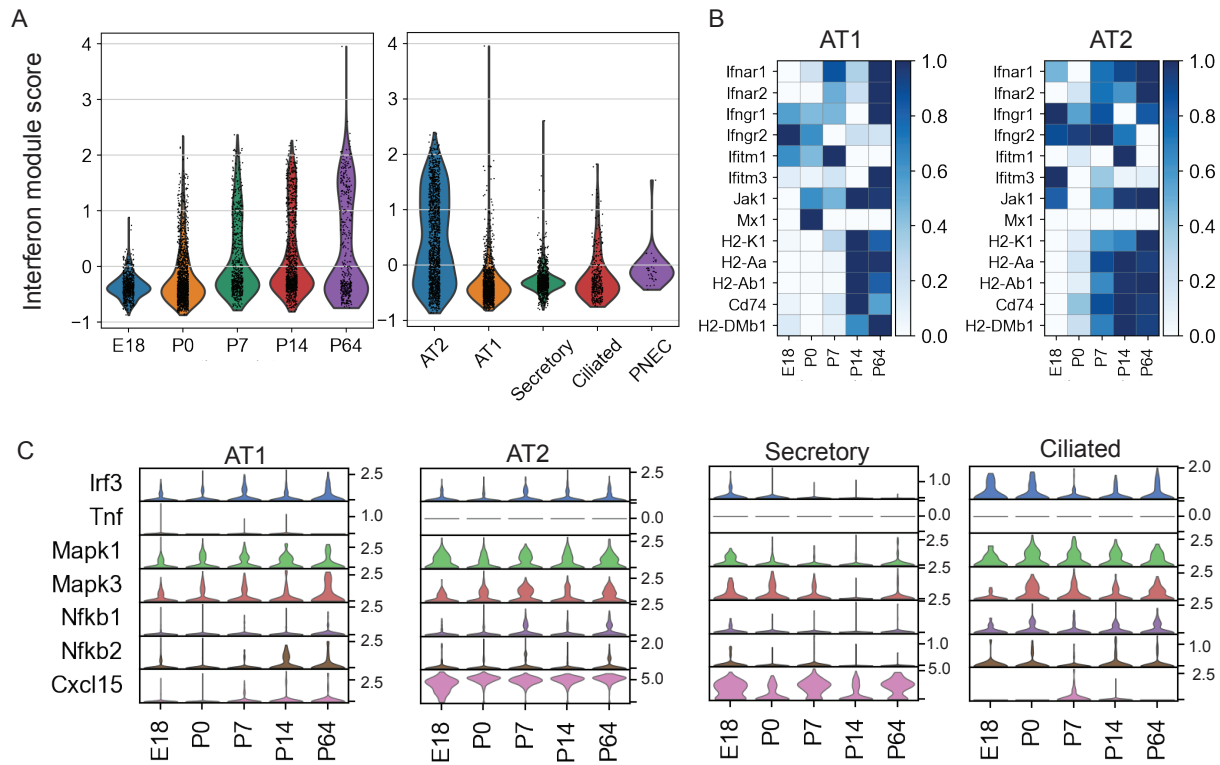 A
Interferon module score
4
3
2
1
0
−1
E18
P0
P7
P14
P64
4
3
2
1
0
−1
AT2
AT1
Secretory
Ciliated
PNEC
B
AT1
Ifnar1
Ifnar2
Ifngr1
Ifngr2
Ifitm1
Ifitm3
Jak1
Mx1
H2-K1
H2-Aa
H2-Ab1
Cd74
H2-DMb1
E18
P0
P7
P14
P64
1.0
0.8
0.6
0.4
0.2
0.0
AT2
Ifnar1
Ifnar2
Ifngr1
Ifngr2
Ifitm1
Ifitm3
Jak1
Mx1
H2-K1
H2-Aa
H2-Ab1
Cd74
H2-DMb1
E18
P0
P7
P14
P64
1.0
0.8
0.6
0.4
0.2
0.0
C
Irf3
Tnf
Mapk1
Mapk3
Nfkb1
Nfkb2
Cxcl15
AT1
2.5
1.0
2.5
2.5
2.5
2.5
2.5
E18
P0
P7
P14
P64
AT2
2.5
0.0
2.5
2.5
2.5
2.0
5.0
E18
P0
P7
P14
P64
Secretory
1.0
0.0
2.5
2.5
2.5
1.0
5.0
E18
P0
P7
P14
P64
Ciliated
2.0
0.0
2.5
2.5
2.5
1.0
2.5
E18
P0
P7
P14
P64